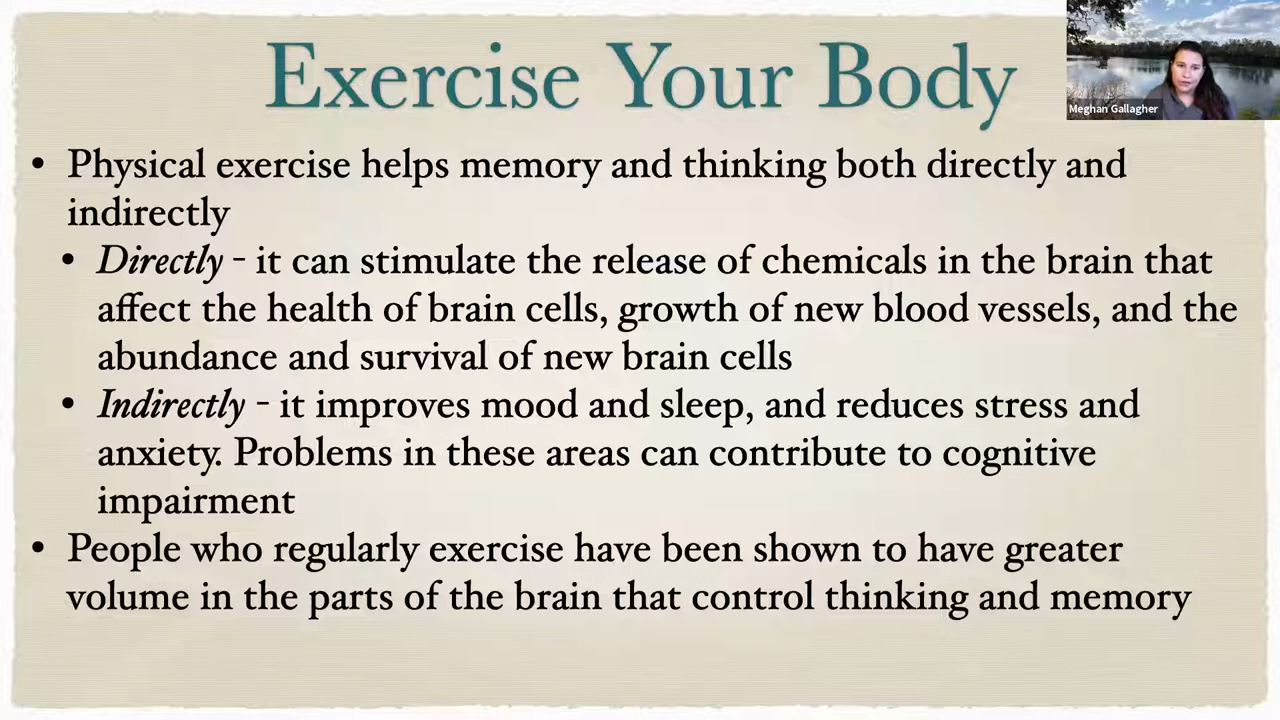 Exercise Your Body
Meghan Gallagher
• Physical exercise helps memory and thinking both directly and
indirectly
• Directly - it can stimulate the release of chemicals in the brain that
affect the health of brain cells, growth of new blood vessels, and the
abundance and survival of new brain cells
• Indirectly - it improves mood and sleep, and reduces stress and
anxiety. Problems in these areas can contribute to cognitive
impairment
• People who regularly exercise have been shown to have greater
volume in the parts of the brain that control thinking and memory